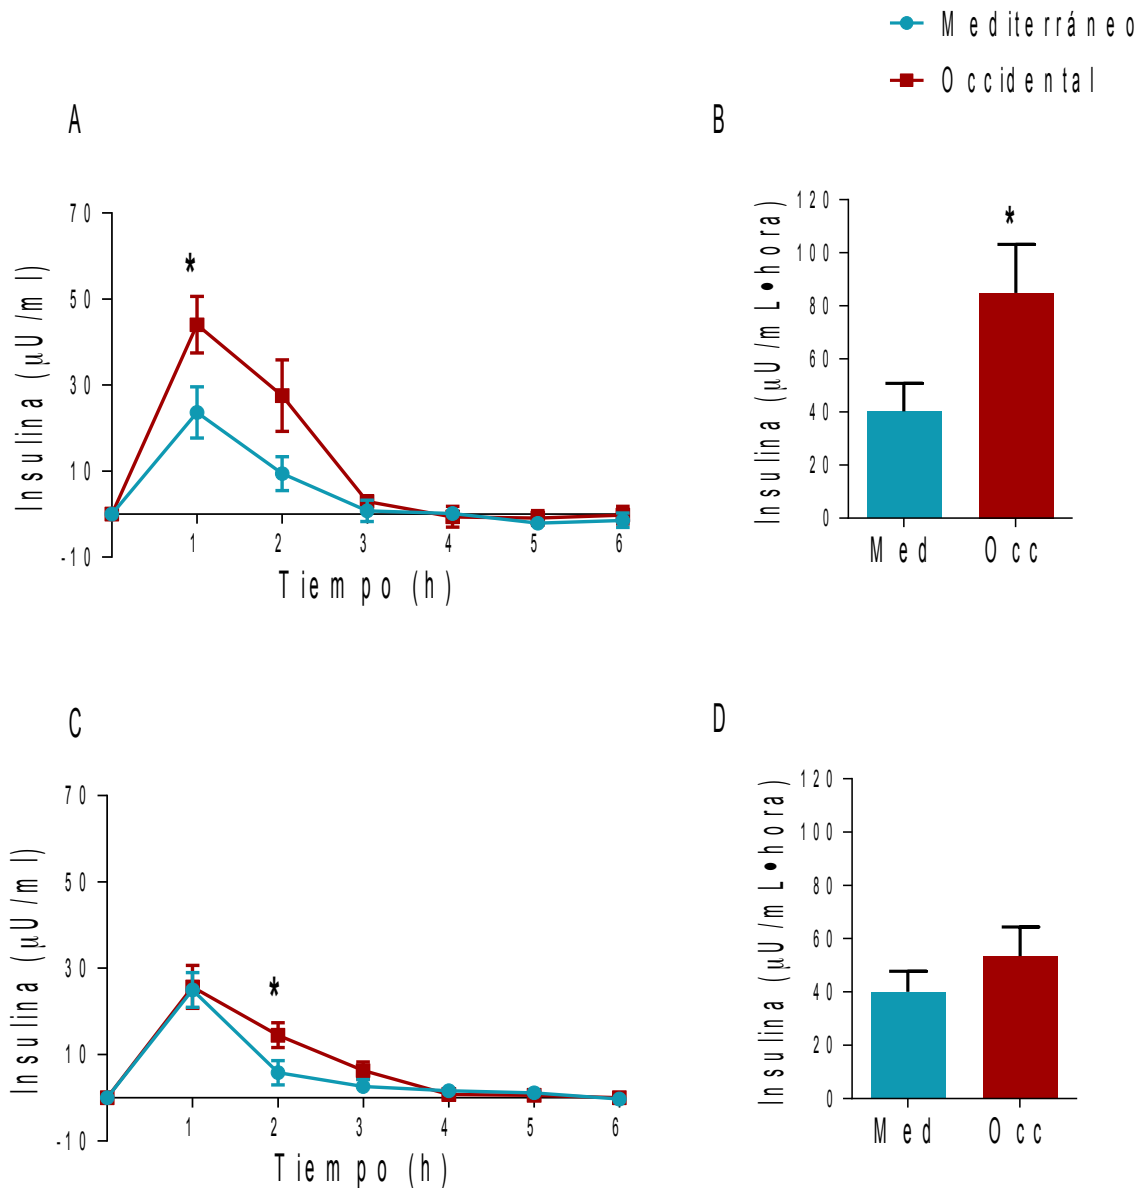 Mediterráneo
Occidental
A
Insulina (µU/ml)
70
50
30
10
-10
*
1 2 3 4 5 6
Tiempo (h)
B
Insulina (µU/mL•hora)
120
100
80
60
40
20
0
*
Med Occ
C
Insulina (µU/ml)
70
50
30
10
-10
*
1 2 3 4 5 6
Tiempo (h)
D
Insulina (µU/mL•hora)
120
100
80
60
40
20
0
Med Occ